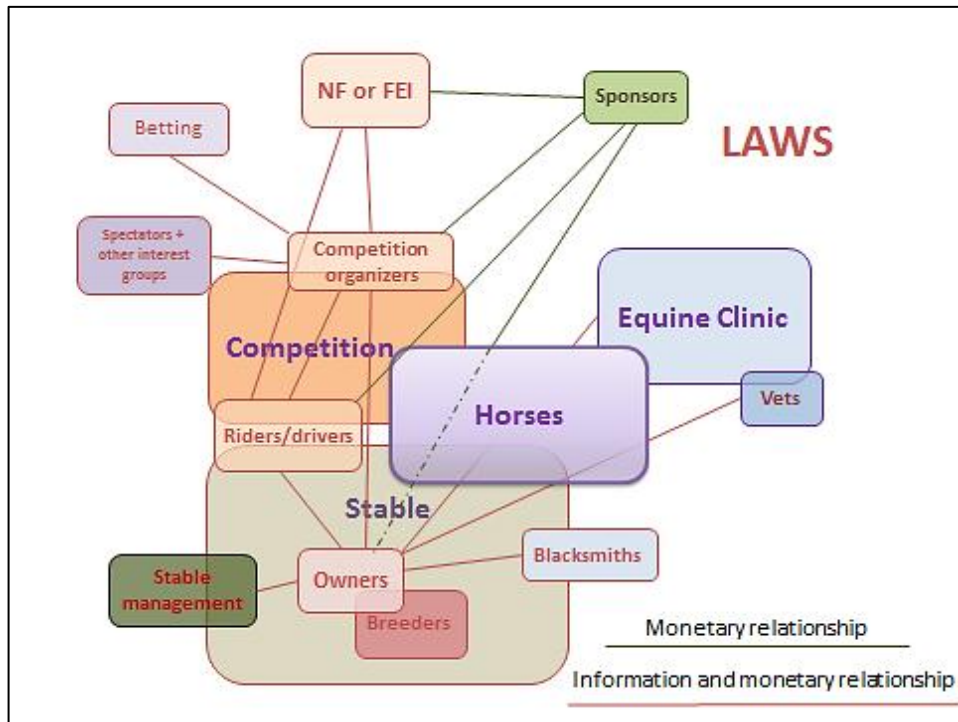 NF or FEI
Sponsors
Betting
LAWS
Spectators +
other interest
groups
Competition
organizers
Equine Clinic
Competition
Vets
Horses
Riders/drivers
Stable
Blacksmiths
Stable
management
Owners
Breeders
Monetary relationship
Information and monetary relationship